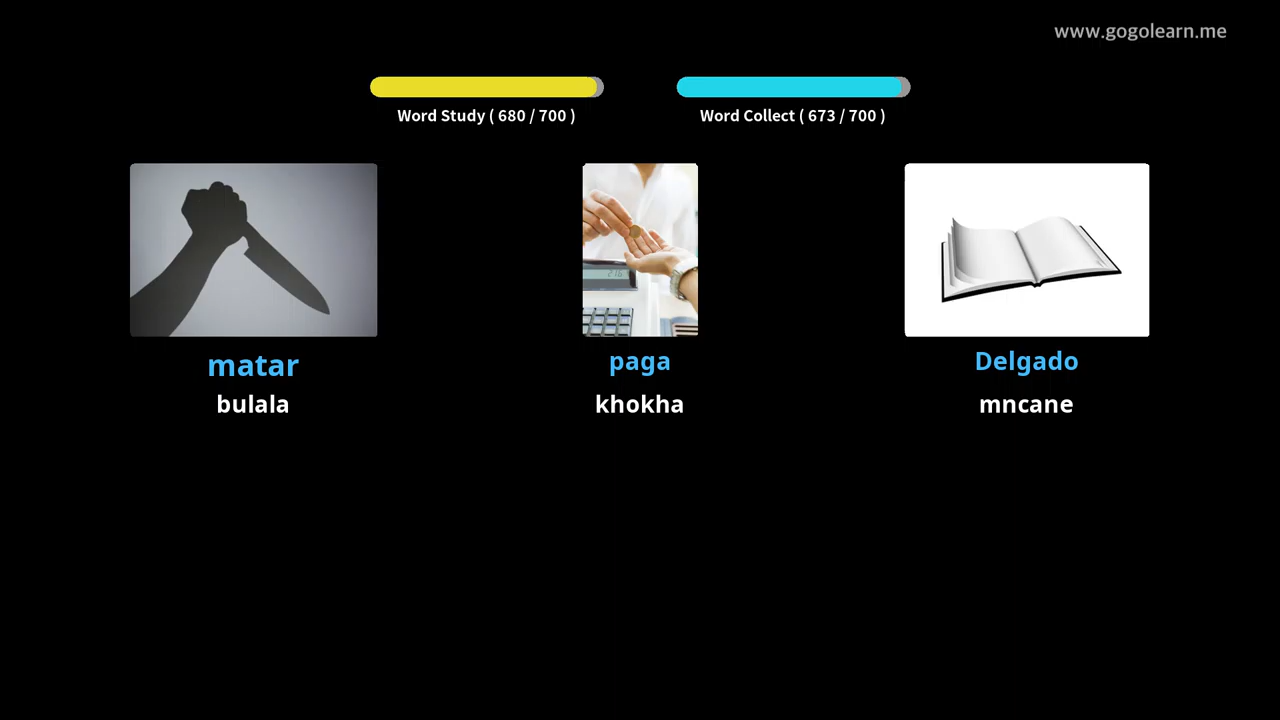 www.gogolearn.me
Word Study ( 680 / 700 )
Word Collect ( 673 / 700 )
matar
paga
Delgado
bulala
khokha
mncane